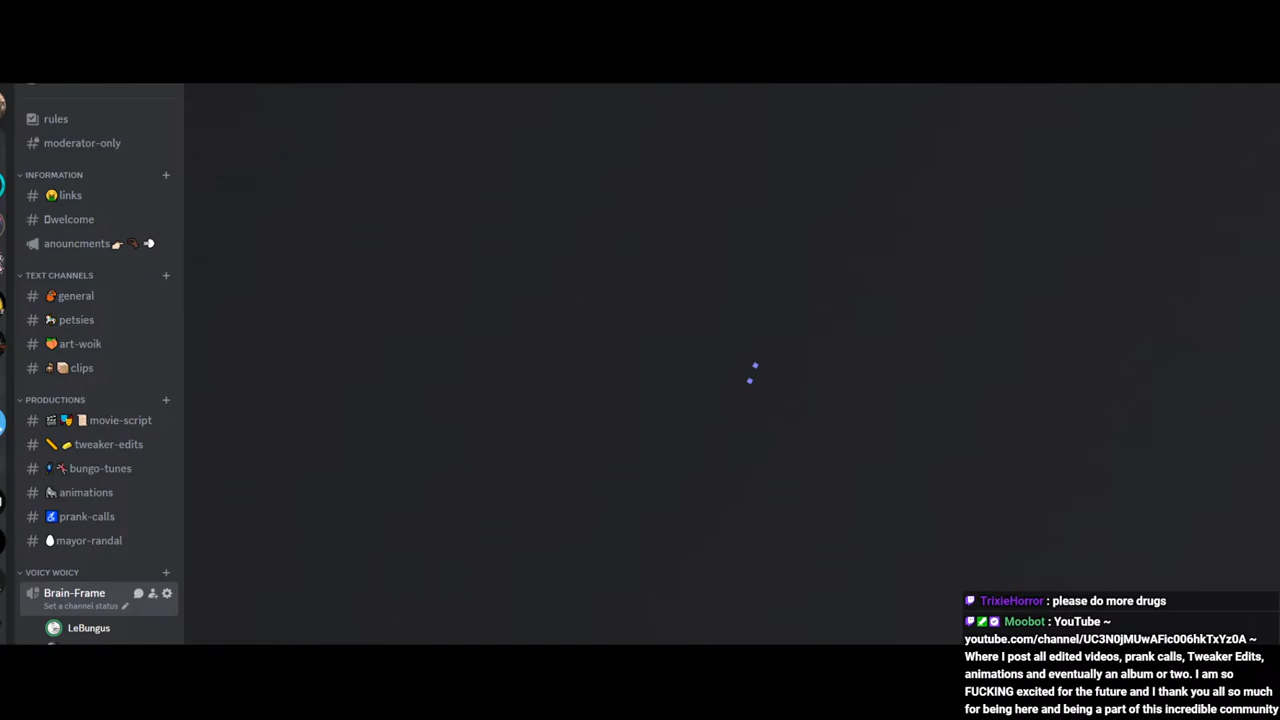 rules
moderator-only
INFORMATION
links
welcome
anouncments
TEXT CHANNELS
general
petsies
art-woik
clips
PRODUCTIONS
movie-script
tweaker-edits
bungo-tunes
animations
prank-calls
mayor-randal
VOICY WOICY
Brain-Frame
Set a channel status
LeBungus
TrixieHorror : please do more drugs
Moobot : YouTube ~
youtube.com/channel/UC3N0jMUwAFic006hkTxYz0A ~
Where I post all edited videos, prank calls, Tweaker Edits,
animations and eventually an album or two. I am so
FUCKING excited for the future and I thank you all so much
for being here and being a part of this incredible community